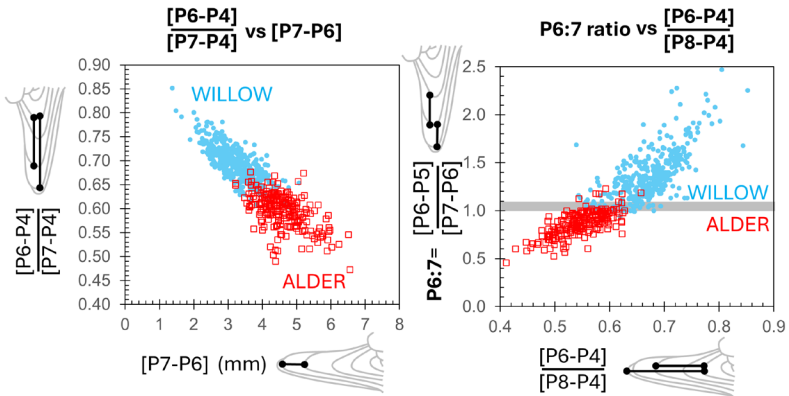 [P6-P4]
[P7-P4]
vs [P7-P6]
0.90
0.85
0.80
0.75
0.70
0.65
0.60
0.55
0.50
0.45
0.40
WILLOW
ALDER
[P6-P4]
[P7-P4]
0 1 2 3 4 5 6 7 8
[P7-P6] (mm)
P6:7 ratio vs
[P6-P4]
[P8-P4]
2.5
2.0
1.5
1.0
0.5
0.0
WILLOW
ALDER
P6:7=
[P6-P5]
[P7-P6]
0.4 0.5 0.6 0.7 0.8 0.9
[P6-P4]
[P8-P4]